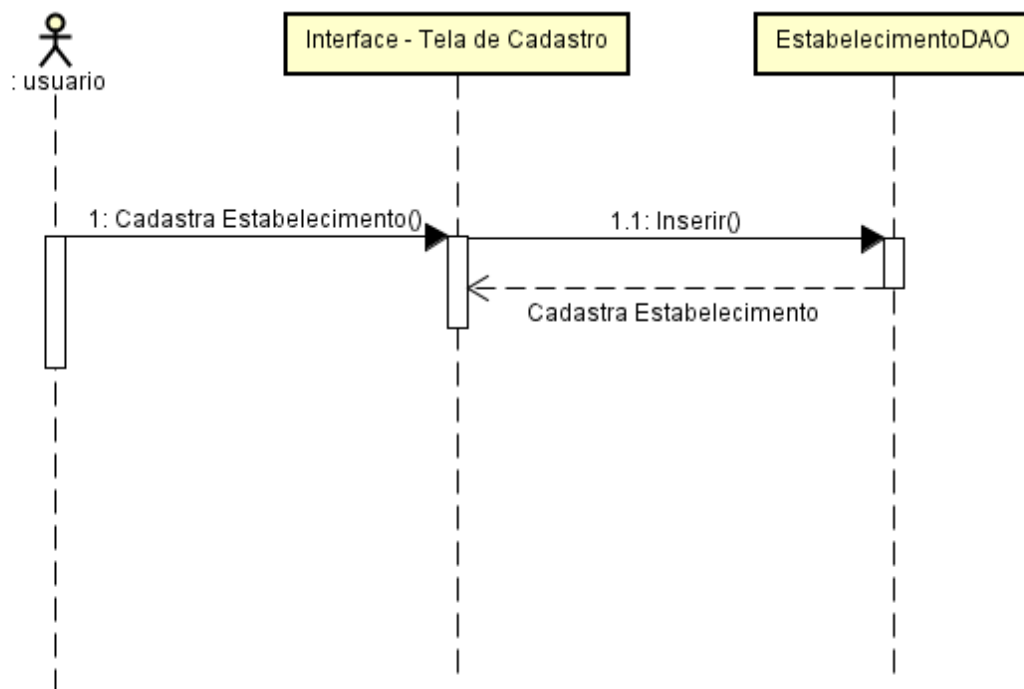 : usuario
Interface - Tela de Cadastro
EstabelecimentoDAO
1: Cadastra Estabelecimento()
1.1: Inserir()
Cadastra Estabelecimento